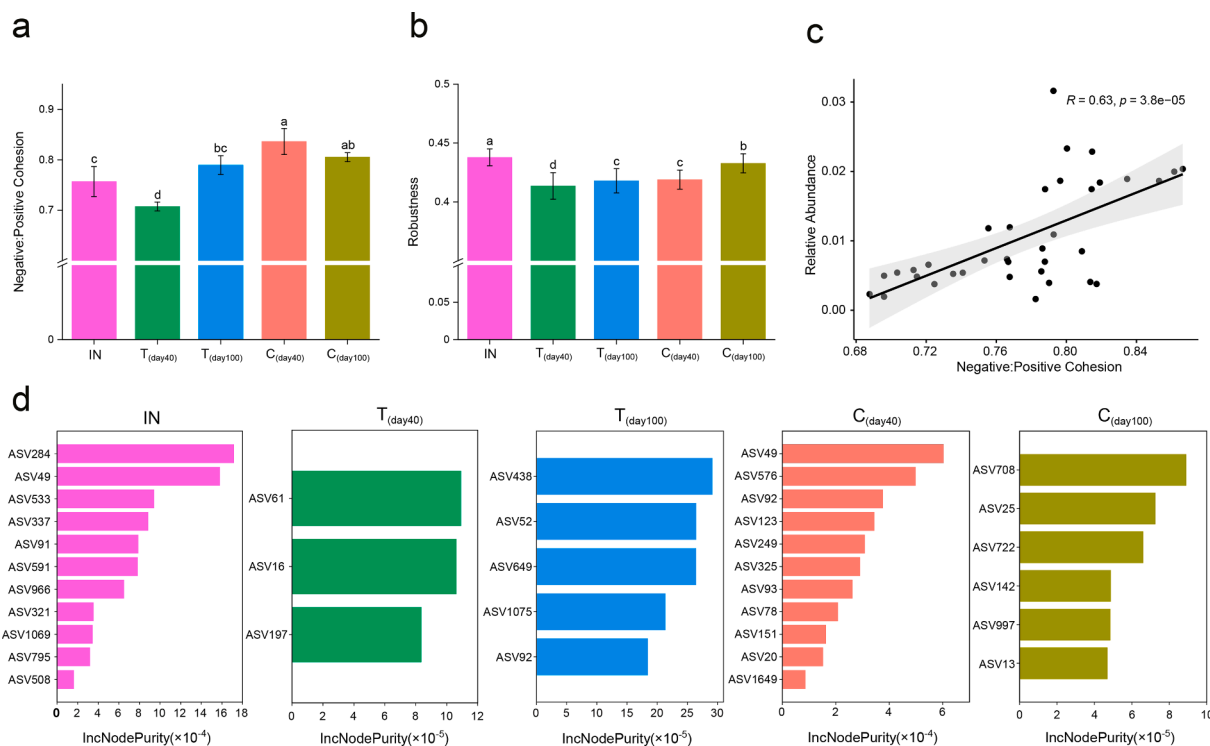 a
Negative:Positive Cohesion
0.9
0.8
0.7
0
c
d
bc
a
ab
IN
T(day40)
T(day100)
C(day40)
C(day100)
b
Robustness
0.5
0.45
0.4
0.05
0
a
d
c
c
b
IN
T(day40)
T(day100)
C(day40)
C(day100)
c
Relative Abundance
0.03
0.02
0.01
0.00
R = 0.63, p = 3.8e−05
0.68 0.72 0.76 0.80 0.84
Negative:Positive Cohesion
d
IN
ASV284
ASV49
ASV533
ASV337
ASV91
ASV591
ASV966
ASV321
ASV1069
ASV795
ASV508
0 2 4 6 8 10 12 14 16 18
IncNodePurity(×10⁻⁴)
T(day40)
ASV61
ASV16
ASV197
0 2 4 6 8 10 12
IncNodePurity(×10⁻⁵)
T(day100)
ASV438
ASV52
ASV649
ASV1075
ASV92
0 5 10 15 20 25 30
IncNodePurity(×10⁻⁵)
C(day40)
ASV49
ASV576
ASV92
ASV123
ASV249
ASV325
ASV93
ASV78
ASV151
ASV20
ASV1649
0 2 4 6
IncNodePurity(×10⁻⁴)
C(day100)
ASV708
ASV25
ASV722
ASV142
ASV997
ASV13
0 2 4 6 8 10
IncNodePurity(×10⁻⁵)